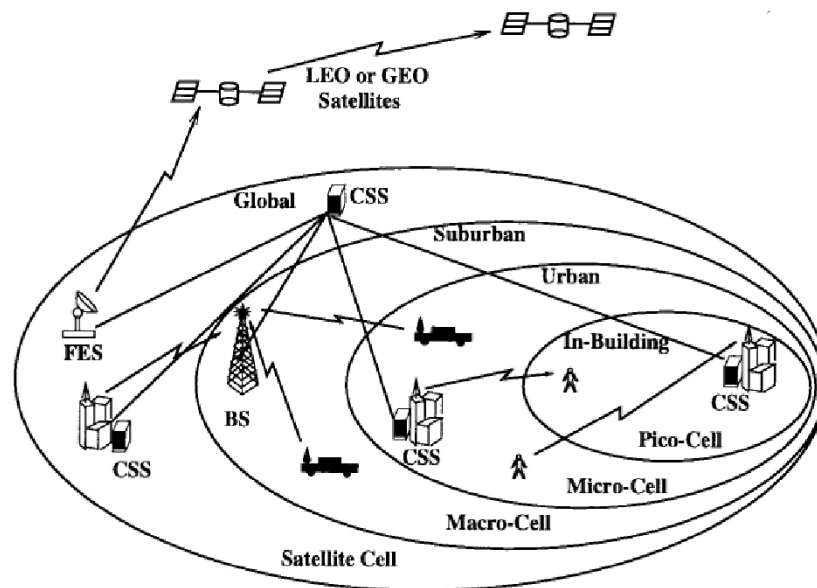 LEO or GEO
Satellites
Global
CSS
Suburban
Urban
In-Building
FES
BS
CSS
CSS
CSS
Pico-Cell
Micro-Cell
Macro-Cell
Satellite Cell